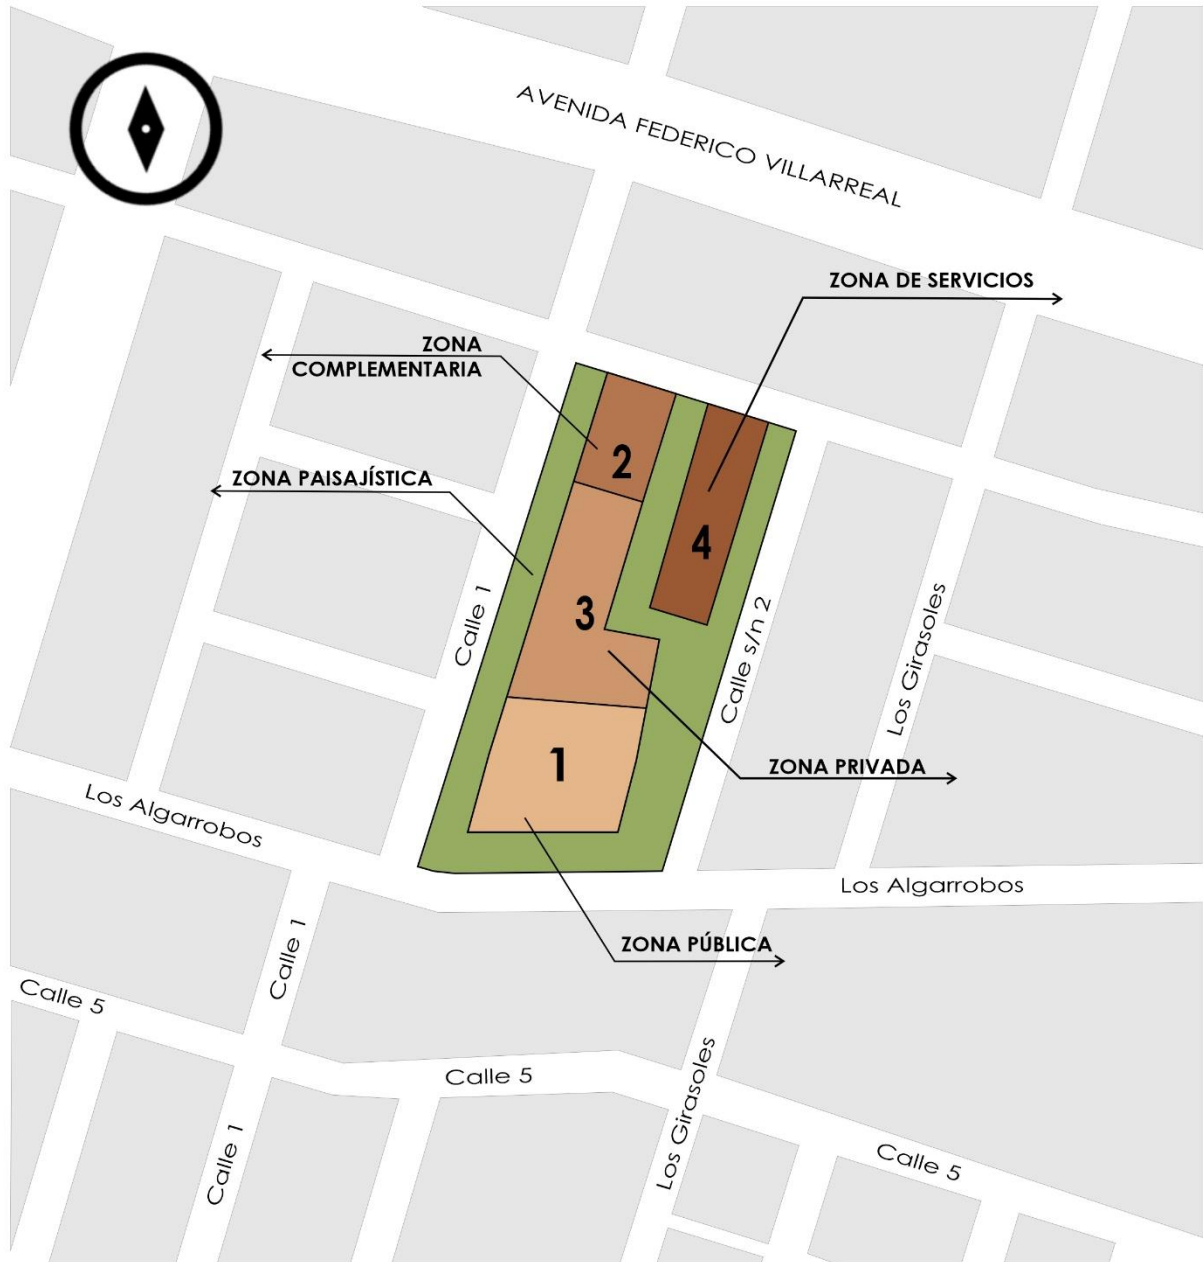 AVENIDA FEDERICO VILLARREAL
ZONA DE SERVICIOS
ZONA
COMPLEMENTARIA
2
ZONA PAISAJÍSTICA
4
3
Calle 1
Calle s/n 2
Los Girasoles
1
ZONA PRIVADA
Los Algarrobos
Los Algarrobos
ZONA PÚBLICA
Calle 1
Calle 5
Calle 5
Los Girasoles
Calle 1
Calle 5